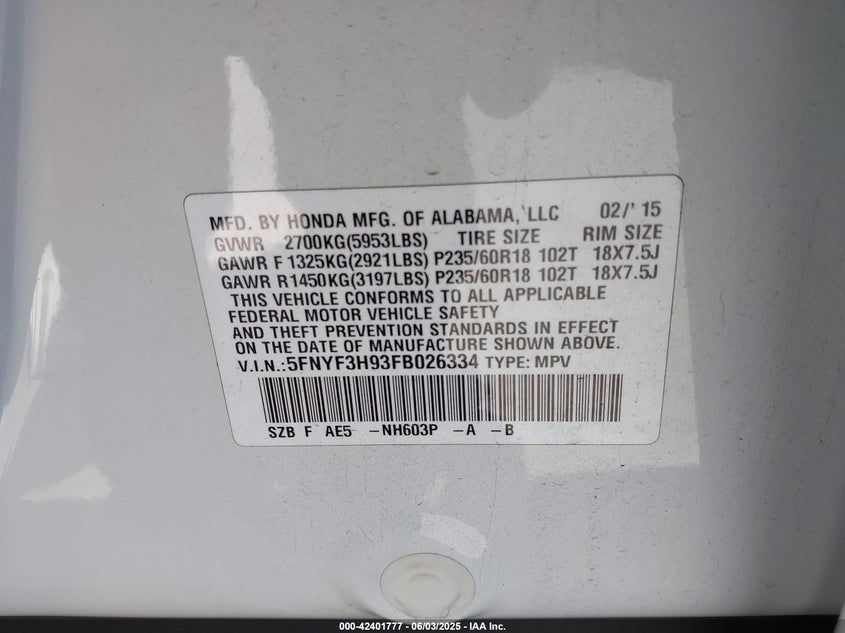 MFD. BY HONDA MFG. OF ALABAMA, LLC 02/' 15
GVWR 2700KG(5953LBS) TIRE SIZE RIM SIZE
GAWR F 1325KG(2921LBS) P235/60R18 102T 18X7.5J
GAWR R1450KG(3197LBS) P235/60R18 102T 18X7.5J
THIS VEHICLE CONFORMS TO ALL APPLICABLE
FEDERAL MOTOR VEHICLE SAFETY
AND THEFT PREVENTION STANDARDS IN EFFECT
ON THE DATE OF MANUFACTURE SHOWN ABOVE.
V.I.N.:5FNYF3H93FB026334 TYPE: MPV
SZB F AE5 -NH603P -A -B
000-42401777 - 06/03/2025 - IAA Inc.